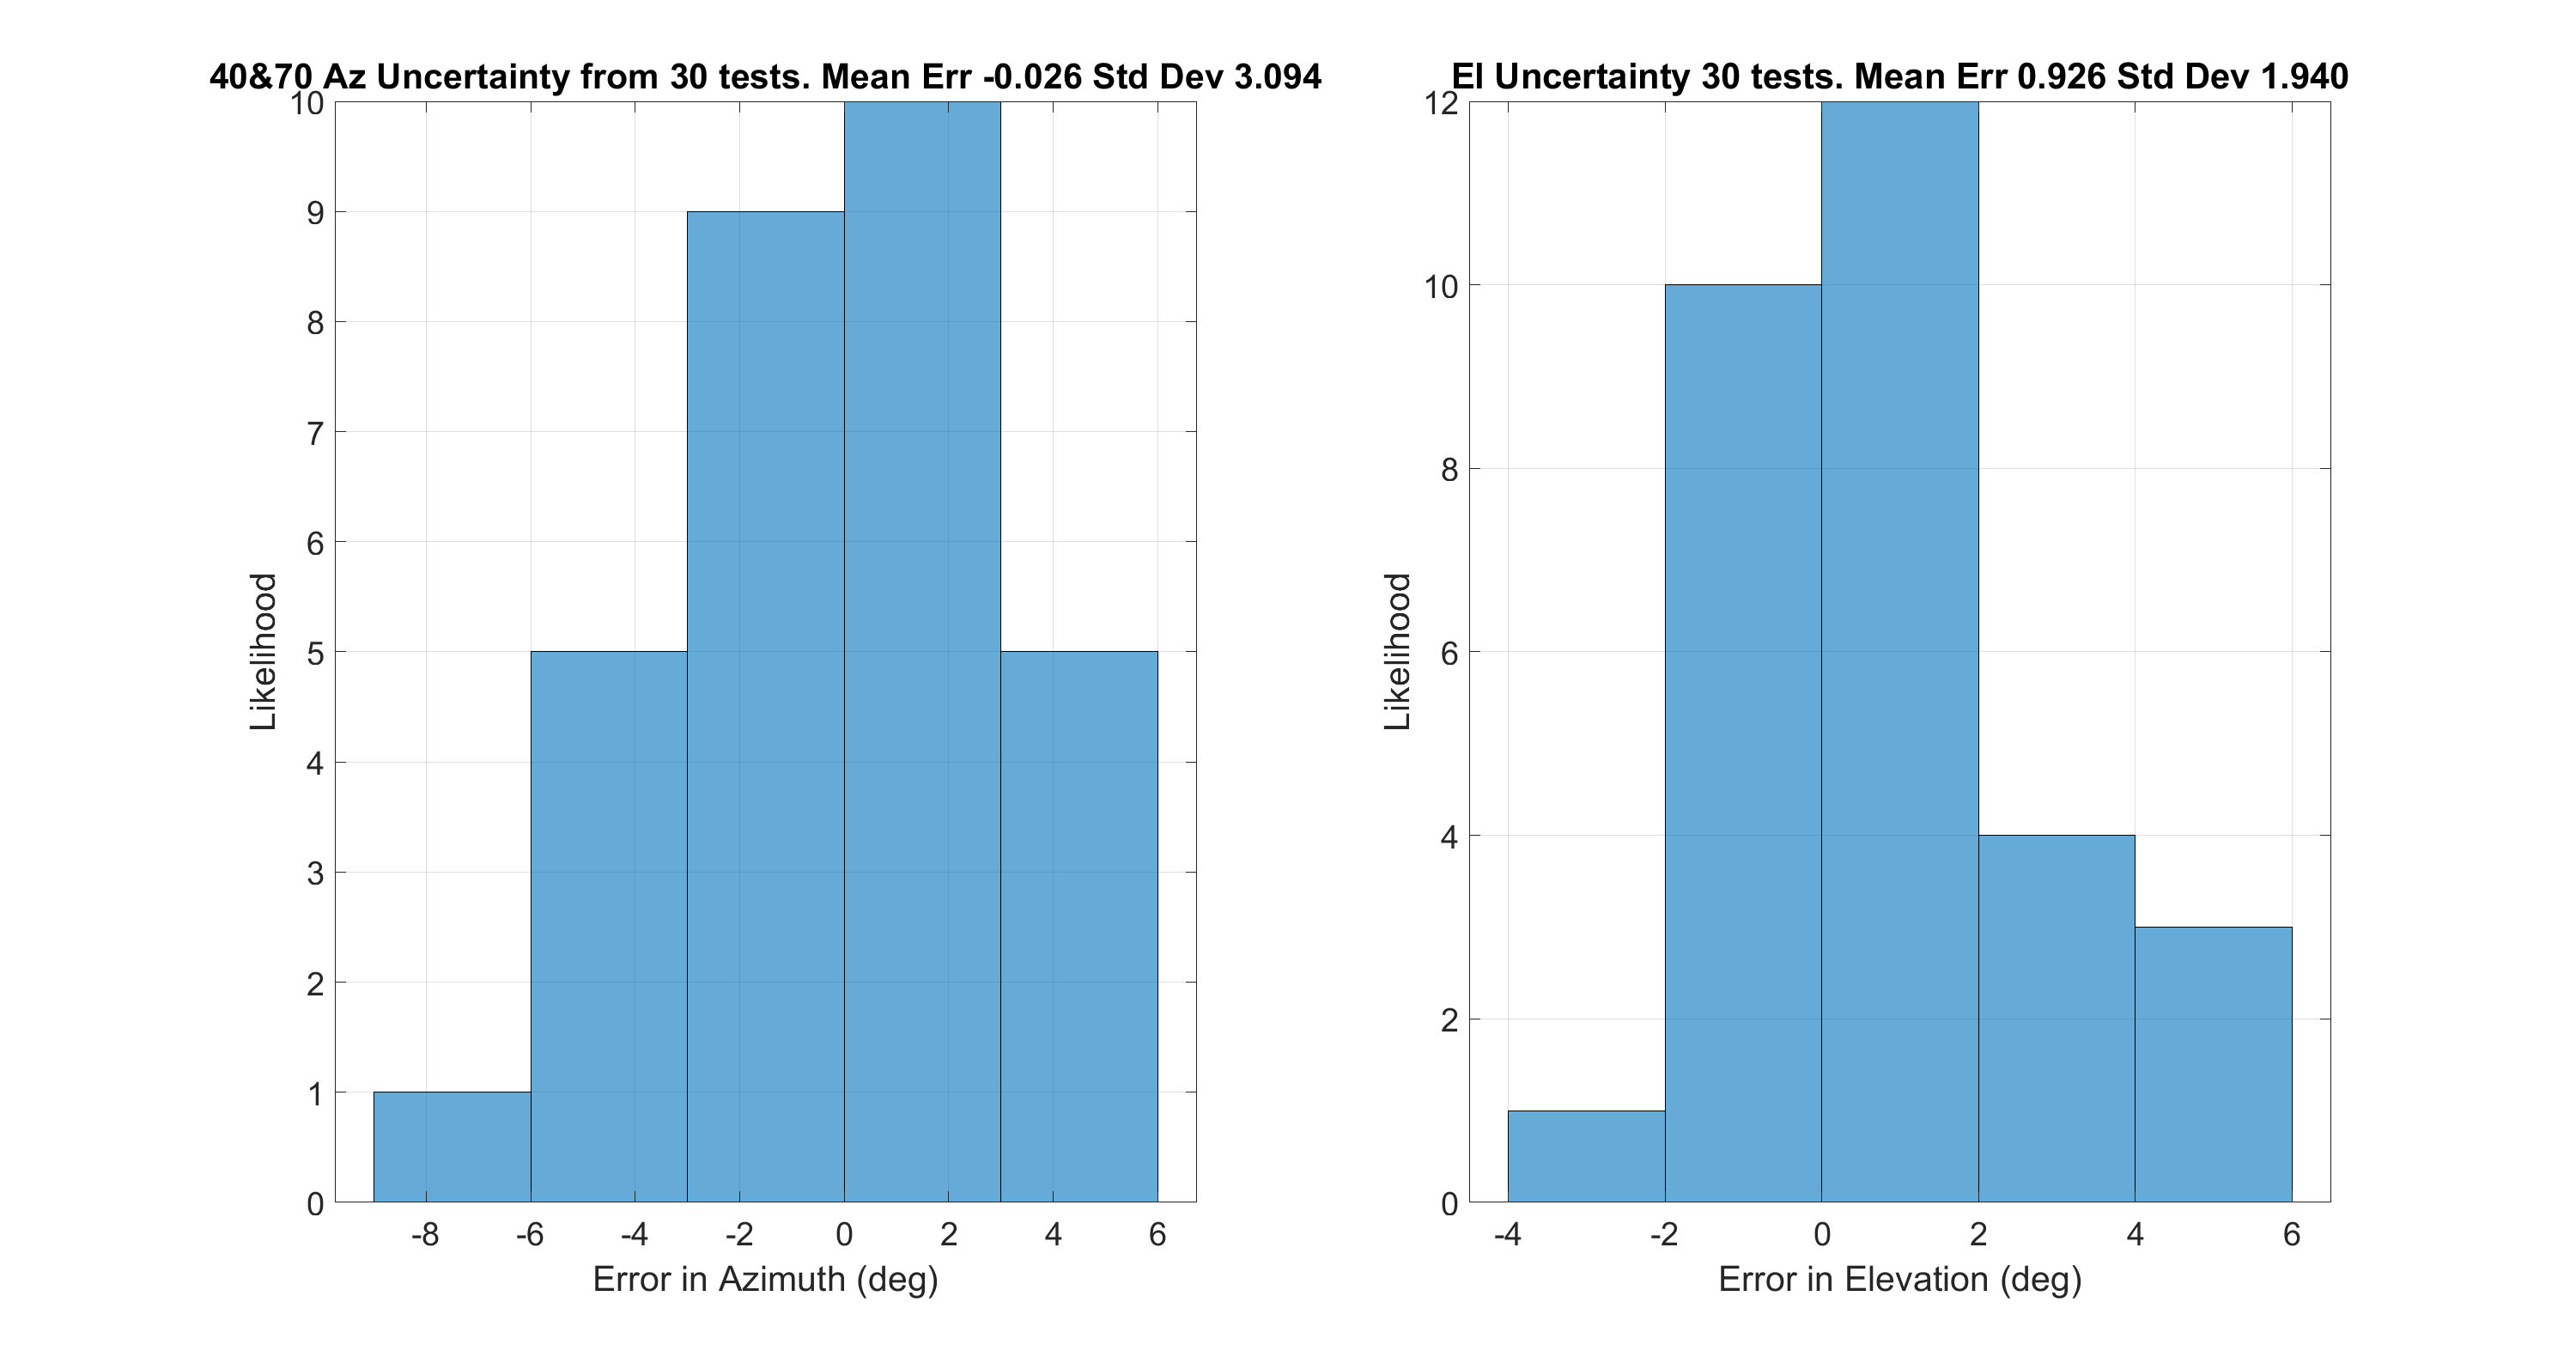 40&70 Az Uncertainty from 30 tests. Mean Err -0.026 Std Dev 3.094
10
9
8
7
6
5
4
3
2
1
0
Likelihood
-8 -6 -4 -2 0 2 4 6
Error in Azimuth (deg)
El Uncertainty 30 tests. Mean Err 0.926 Std Dev 1.940
12
10
8
6
4
2
0
Likelihood
-4 -2 0 2 4 6
Error in Elevation (deg)